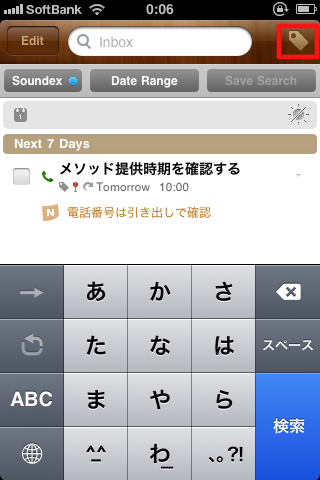 SoftBank 0:06
Edit Inbox
Soundex Date Range Save Search
1
Next 7 Days
メソッド提供時期を確認する
Tomorrow 10:00
N 電話番号は引き出しで確認
→ あ か さ
た な は スペース
ABC ま や ら 検索
^_^ わ_ 、。?!